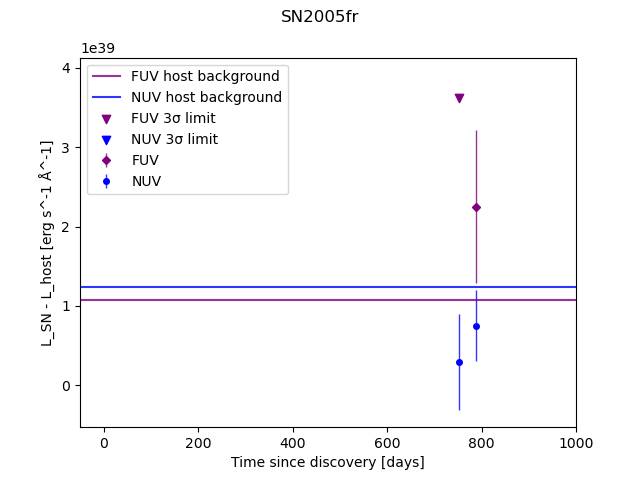 SN2005fr
1e39
FUV host background
NUV host background
FUV 3σ limit
NUV 3σ limit
FUV
NUV
4
3
2
1
0
L_SN - L_host [erg s^-1 Å^-1]
0 200 400 600 800 1000
Time since discovery [days]